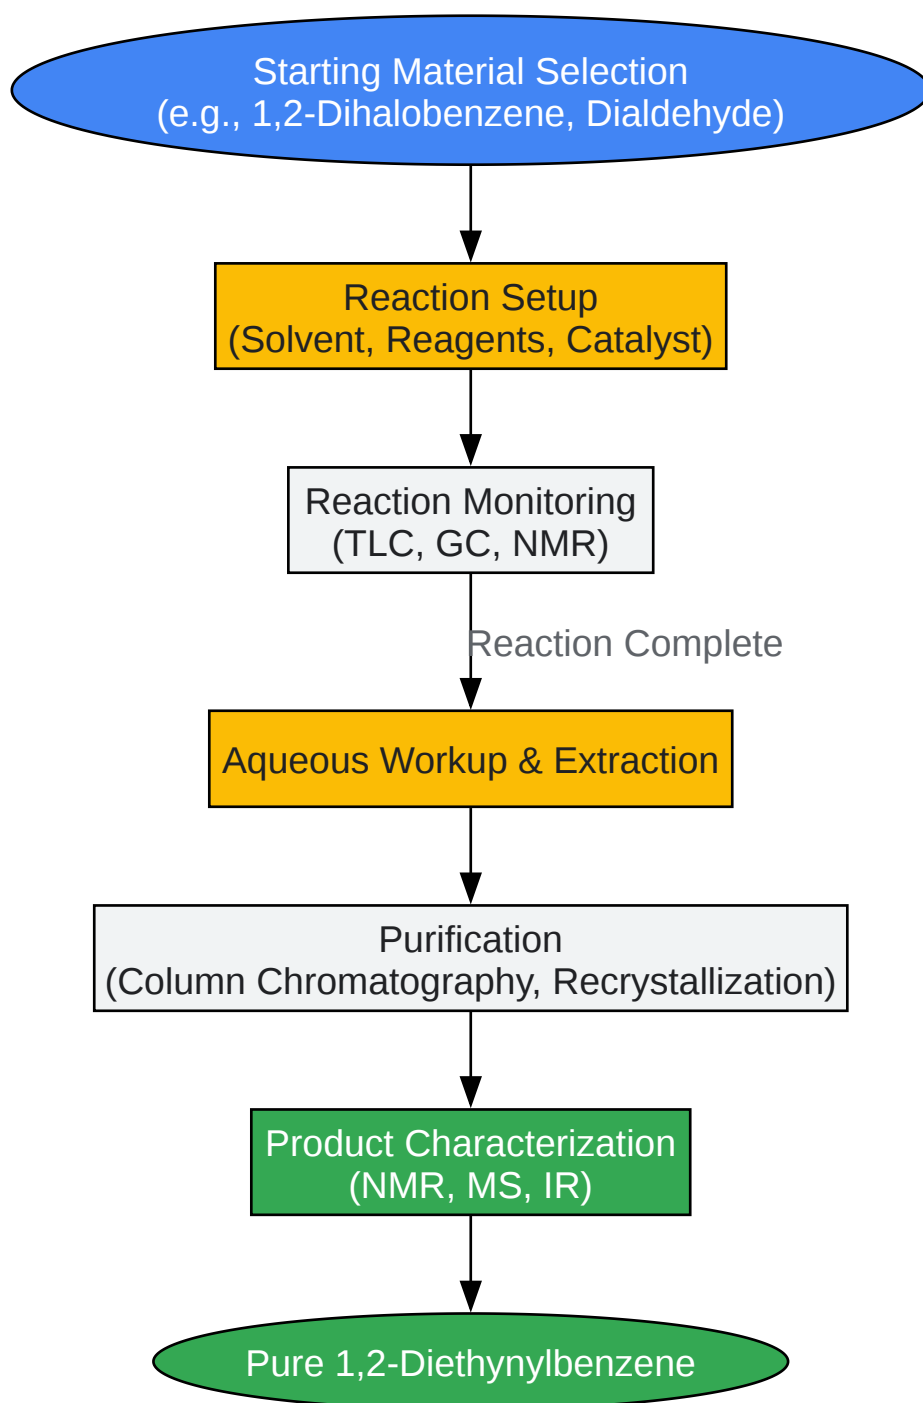 Starting Material Selection
(e.g., 1,2-Dihalobenzene, Dialdehyde)
Reaction Setup
(Solvent, Reagents, Catalyst)
Reaction Monitoring
(TLC, GC, NMR)
Reaction Complete
Aqueous Workup & Extraction
Purification
(Column Chromatography, Recrystallization)
Product Characterization
(NMR, MS, IR)
Pure 1,2-Diethynylbenzene